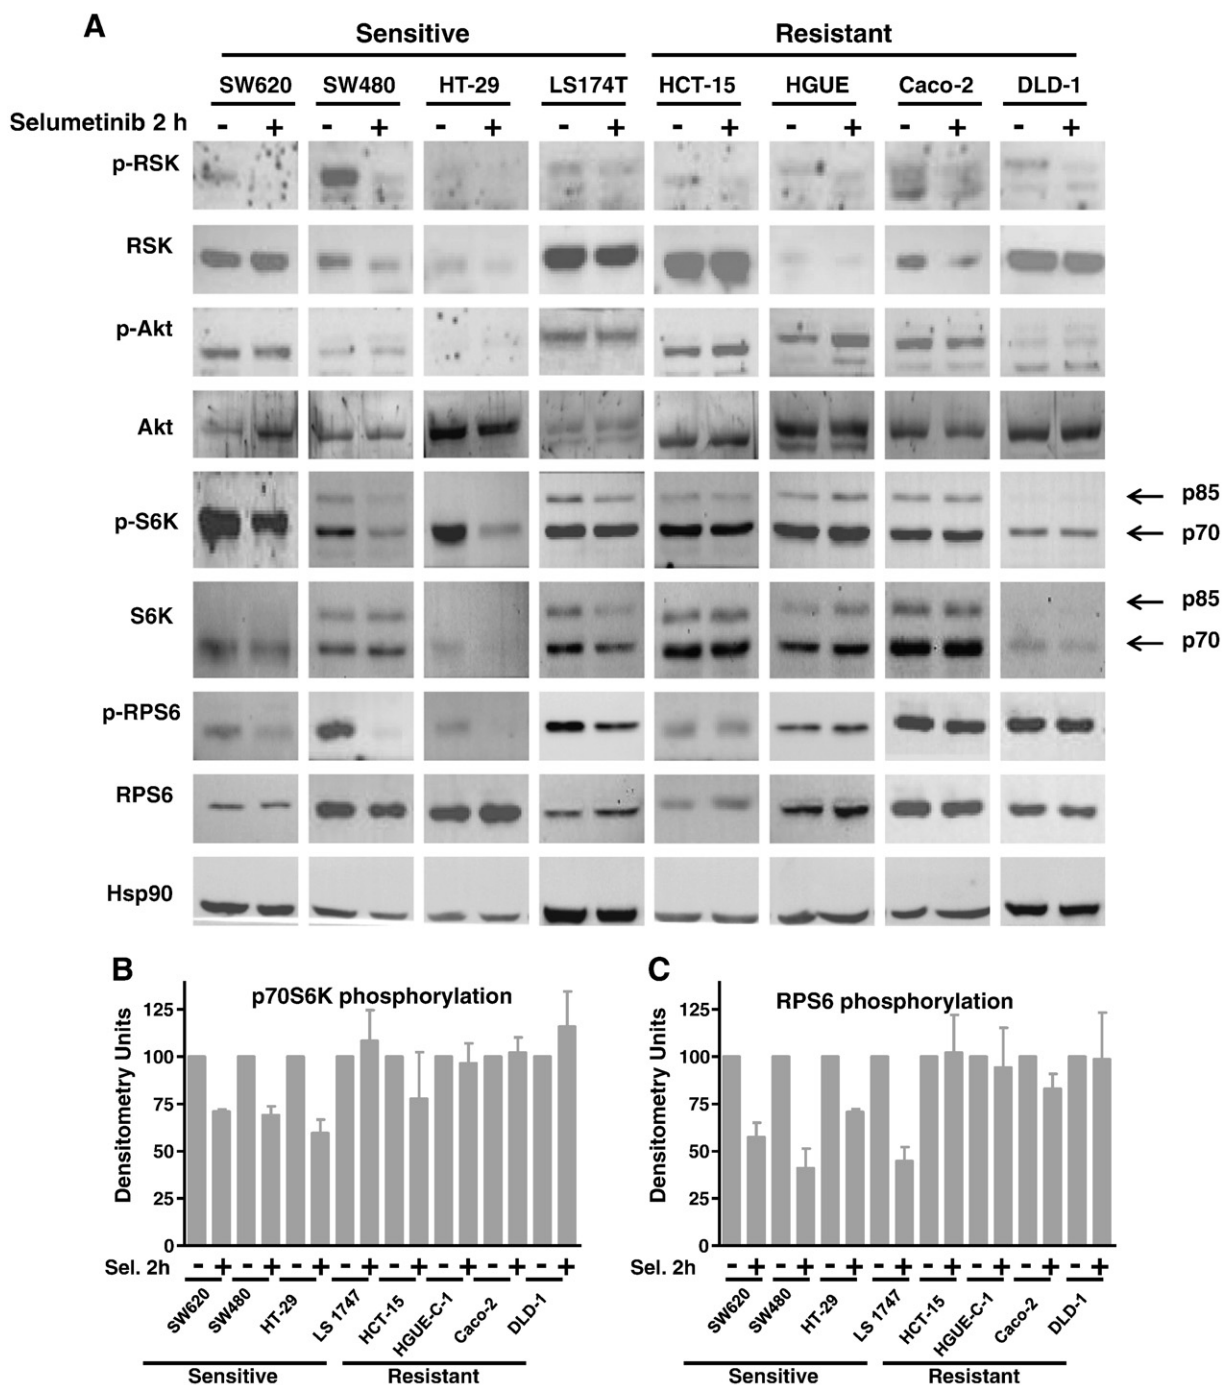 A
Sensitive Resistant
SW620 SW480 HT-29 LS174T HCT-15 HGUE Caco-2 DLD-1
Selumetinib 2 h - + - + - + - + - + - + - + - +
p-RSK
RSK
p-Akt
Akt
p-S6K
p85
p70
S6K
p85
p70
p-RPS6
RPS6
Hsp90
B
p70S6K phosphorylation
Densitometry Units
125
100
75
50
25
0
Sel. 2h - + - + - + - + - + - + - + - +
SW620 SW480 HT-29 LS 1747 HCT-15 HGUE-C-1 Caco-2 DLD-1
Sensitive Resistant
C
RPS6 phosphorylation
Densitometry Units
125
100
75
50
25
0
Sel. 2h - + - + - + - + - + - + - + - +
SW620 SW480 HT-29 LS 1747 HCT-15 HGUE-C-1 Caco-2 DLD-1
Sensitive Resistant